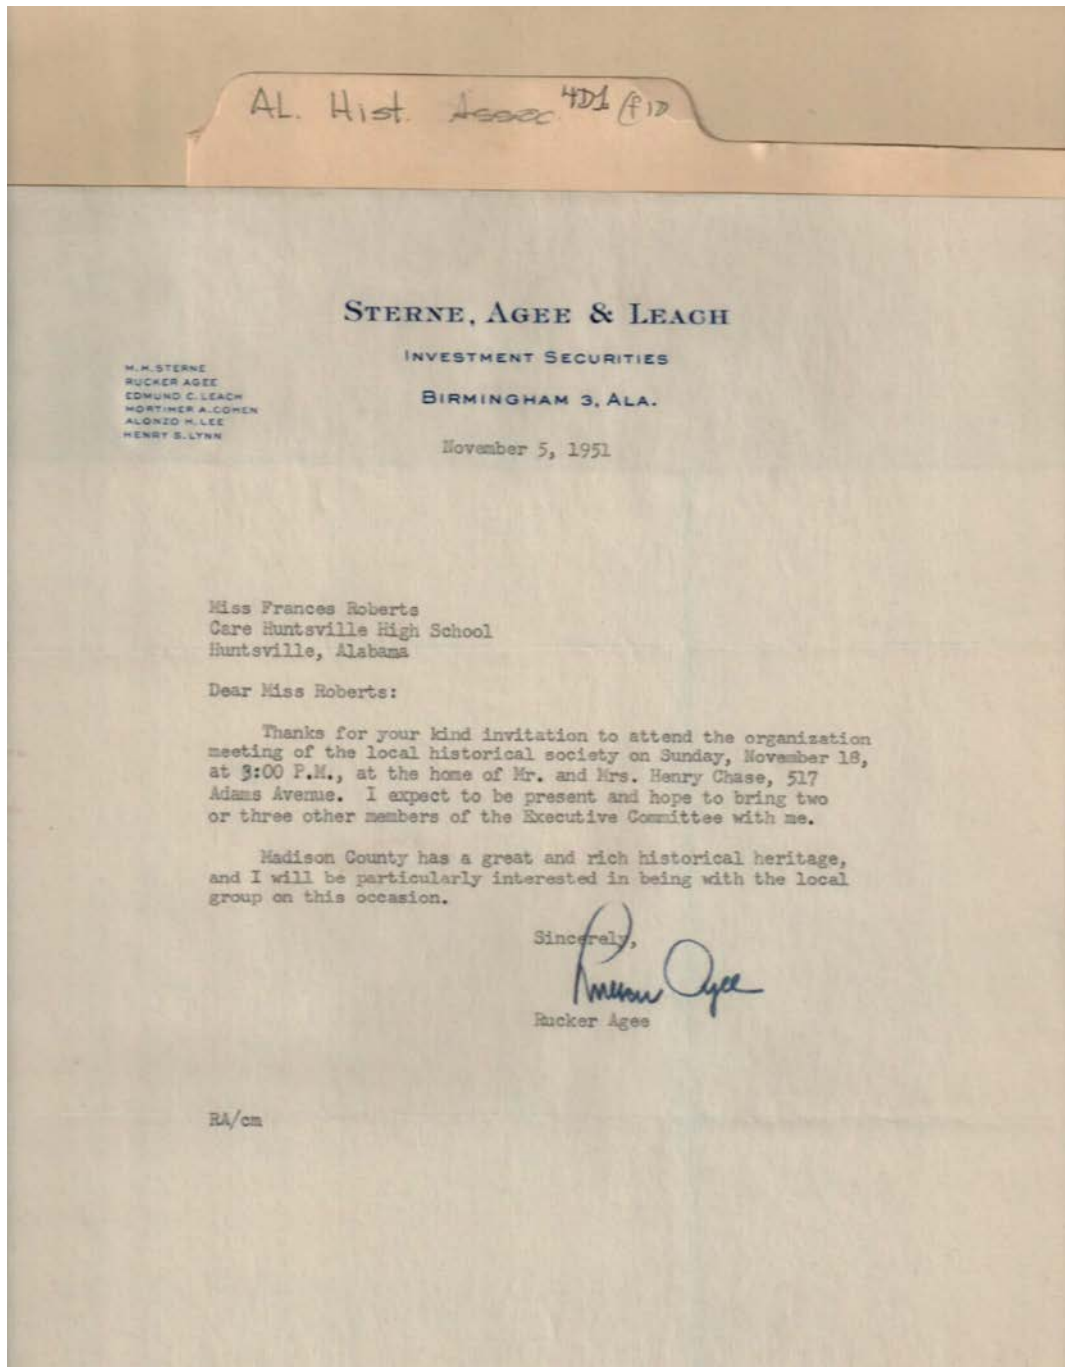 AL. Hist. Assoc. 4D1 (f1D
STERNE, AGEE & LEACH
INVESTMENT SECURITIES
BIRMINGHAM 3, ALA.
M.H.STERNE
RUCKER AGEE
EDMUND C.LEACH
MORTIMER A.COHEN
ALONZO H.LEE
HENRY S.LYNN
November 5, 1951
Miss Frances Roberts
Care Huntsville High School
Huntsville, Alabama
Dear Miss Roberts:
Thanks for your kind invitation to attend the organization
meeting of the local historical society on Sunday, November 18,
at 3:00 P.M., at the home of Mr. and Mrs. Henry Chase, 517
Adams Avenue. I expect to be present and hope to bring two
or three other members of the Executive Committee with me.
Madison County has a great and rich historical heritage,
and I will be particularly interested in being with the local
group on this occasion.
Sincerely,
Rucker Agee
Rucker Agee
RA/cm